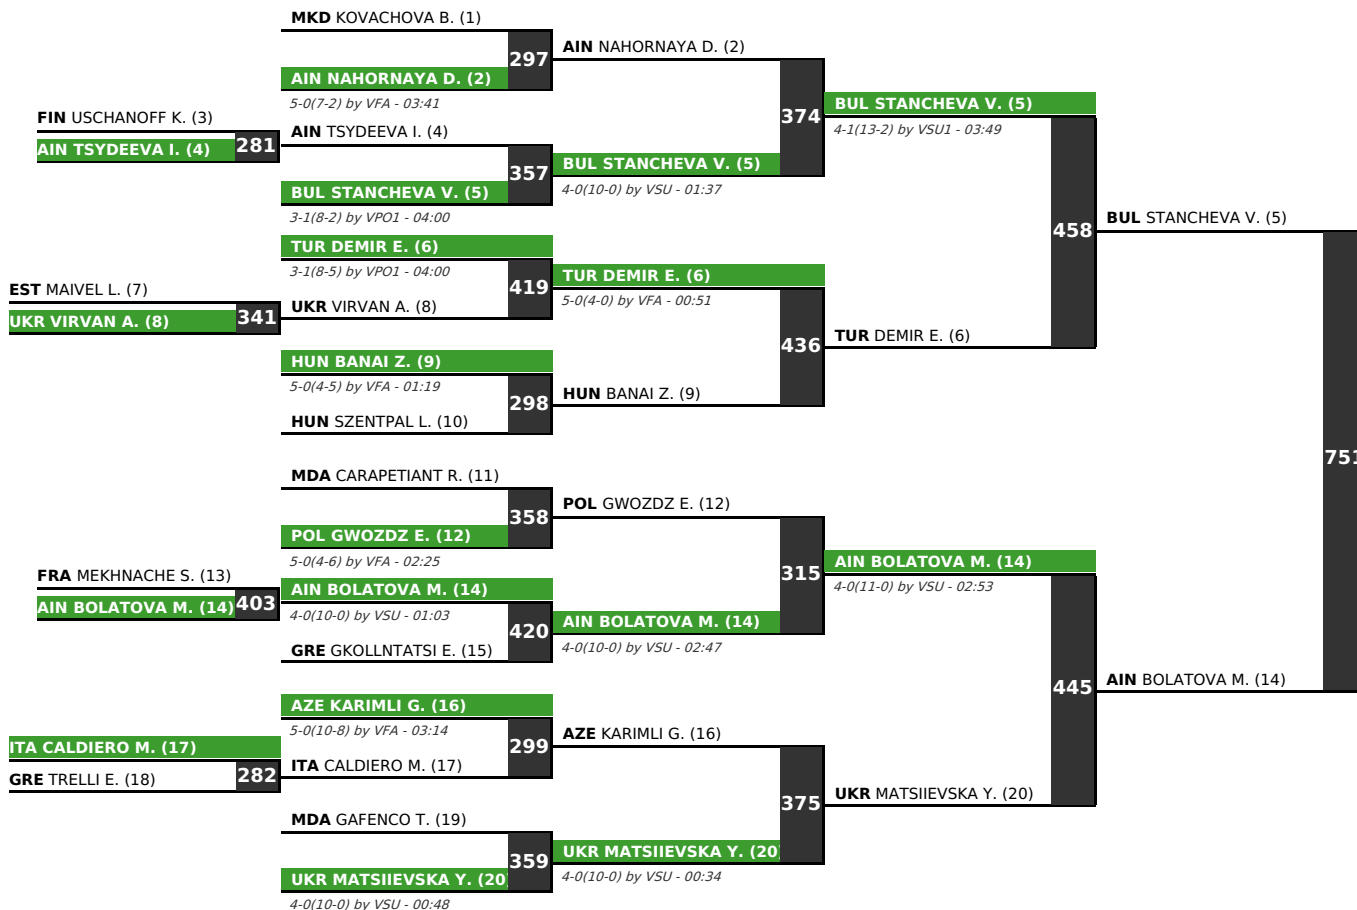 MKD KOVACHOVA B. (1)
297
AIN NAHORNAYA D. (2)
AIN NAHORNAYA D. (2)
5-0(7-2) by VFA - 03:41
374
BUL STANCHEVA V. (5)
4-1(13-2) by VSU1 - 03:49
FIN USCHANOFF K. (3)
281
AIN TSYDEEVA I. (4)
AIN TSYDEEVA I. (4)
357
BUL STANCHEVA V. (5)
4-0(10-0) by VSU - 01:37
BUL STANCHEVA V. (5)
3-1(8-2) by VPO1 - 04:00
458
BUL STANCHEVA V. (5)
TUR DEMIR E. (6)
3-1(8-5) by VPO1 - 04:00
419
TUR DEMIR E. (6)
5-0(4-0) by VFA - 00:51
EST MAIVEL L. (7)
341
UKR VIRVAN A. (8)
UKR VIRVAN A. (8)
436
TUR DEMIR E. (6)
HUN BANAI Z. (9)
5-0(4-5) by VFA - 01:19
298
HUN BANAI Z. (9)
HUN SZENTPAL L. (10)
751
MDA CARAPETIANT R. (11)
358
POL GWOZDZ E. (12)
POL GWOZDZ E. (12)
5-0(4-6) by VFA - 02:25
315
AIN BOLATOVA M. (14)
4-0(11-0) by VSU - 02:53
FRA MEKHNACHE S. (13)
403
AIN BOLATOVA M. (14)
AIN BOLATOVA M. (14)
4-0(10-0) by VSU - 01:03
420
AIN BOLATOVA M. (14)
4-0(10-0) by VSU - 02:47
GRE GKOLLNTATSI E. (15)
445
AIN BOLATOVA M. (14)
AZE KARIMLI G. (16)
5-0(10-8) by VFA - 03:14
299
AZE KARIMLI G. (16)
ITA CALDIERO M. (17)
282
GRE TRELLI E. (18)
ITA CALDIERO M. (17)
375
UKR MATSIIEVSKA Y. (20)
MDA GAFENCO T. (19)
359
UKR MATSIIEVSKA Y. (20
4-0(10-0) by VSU - 00:34
UKR MATSIIEVSKA Y. (20
4-0(10-0) by VSU - 00:48